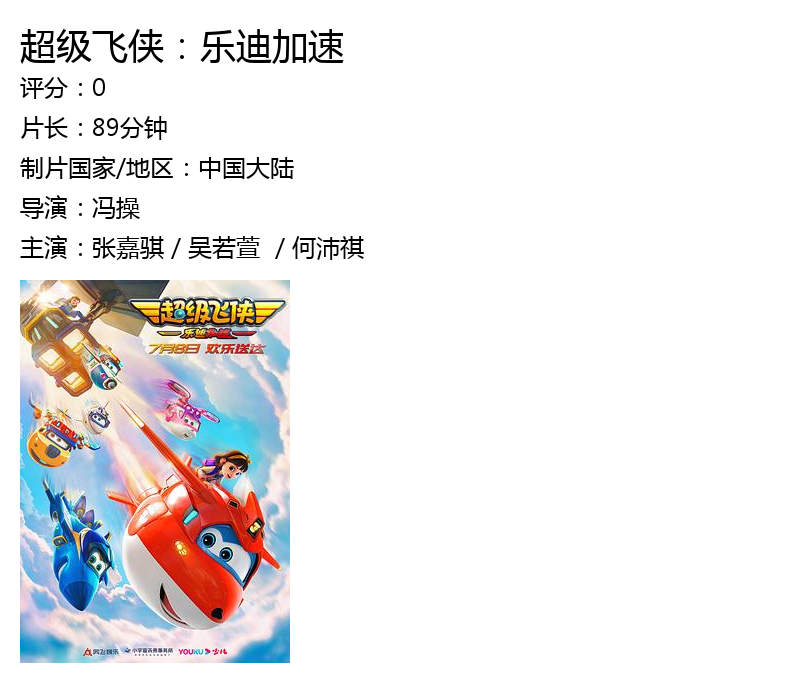 超级飞侠：乐迪加速
评分：0
片长：89分钟
制片国家/地区：中国大陆
导演：冯操
主演：张嘉骐 / 吴若萱  / 何沛祺
超级飞侠
乐迪加速
7月8日 欢乐送达
奥飞娱乐
YOUKU 少儿